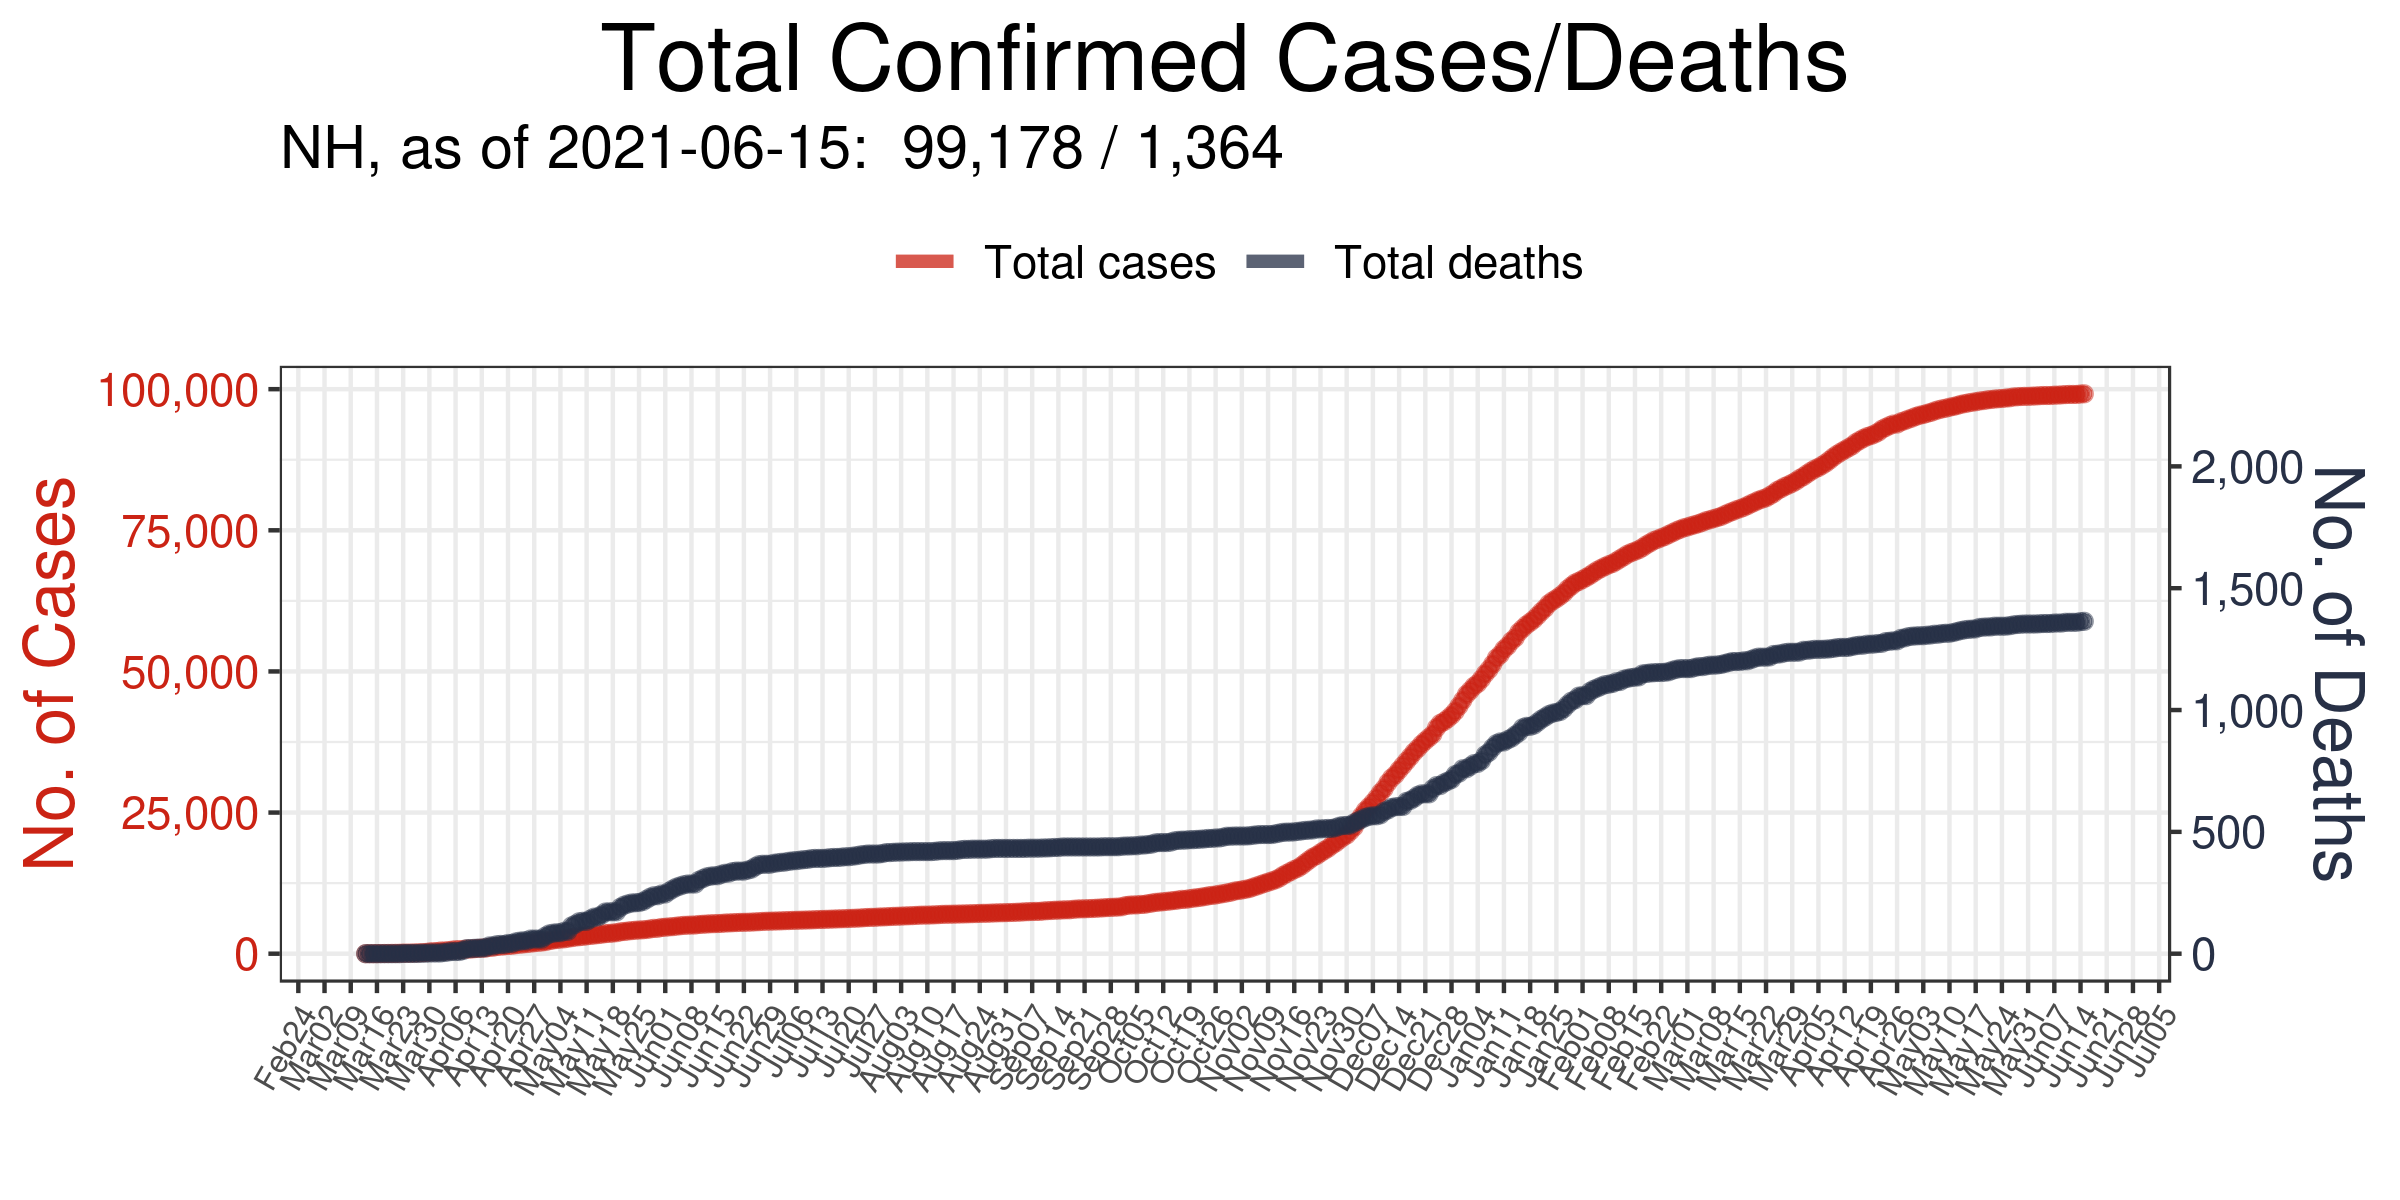 Total Confirmed Cases/Deaths
NH, as of 2021-06-15:  99,178 / 1,364
Total cases
Total deaths
No. of Cases
100,000
75,000
50,000
25,000
0
No. of Deaths
2,000
1,500
1,000
500
0
Feb24
Mar02
Mar09
Mar16
Mar23
Mar30
Apr06
Apr13
Apr20
Apr27
May04
May11
May18
May25
Jun01
Jun08
Jun15
Jun22
Jun29
Jul06
Jul13
Jul20
Jul27
Aug03
Aug10
Aug17
Aug24
Aug31
Sep07
Sep14
Sep21
Sep28
Oct05
Oct12
Oct19
Oct26
Nov02
Nov09
Nov16
Nov23
Nov30
Dec07
Dec14
Dec21
Dec28
Jan04
Jan11
Jan18
Jan25
Feb01
Feb08
Feb15
Feb22
Mar01
Mar08
Mar15
Mar22
Mar29
Apr05
Apr12
Apr19
Apr26
May03
May10
May17
May24
May31
Jun07
Jun14
Jun21
Jun28
Jul05